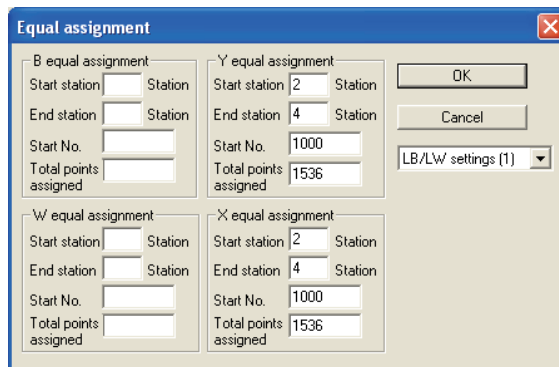 Equal assignment
B equal assignment
Start station Station
End station Station
Start No.
Total points
assigned
Y equal assignment
Start station 2 Station
End station 4 Station
Start No. 1000
Total points 1536
assigned
OK
Cancel
LB/LW settings (1)
W equal assignment
Start station Station
End station Station
Start No.
Total points
assigned
X equal assignment
Start station 2 Station
End station 4 Station
Start No. 1000
Total points 1536
assigned